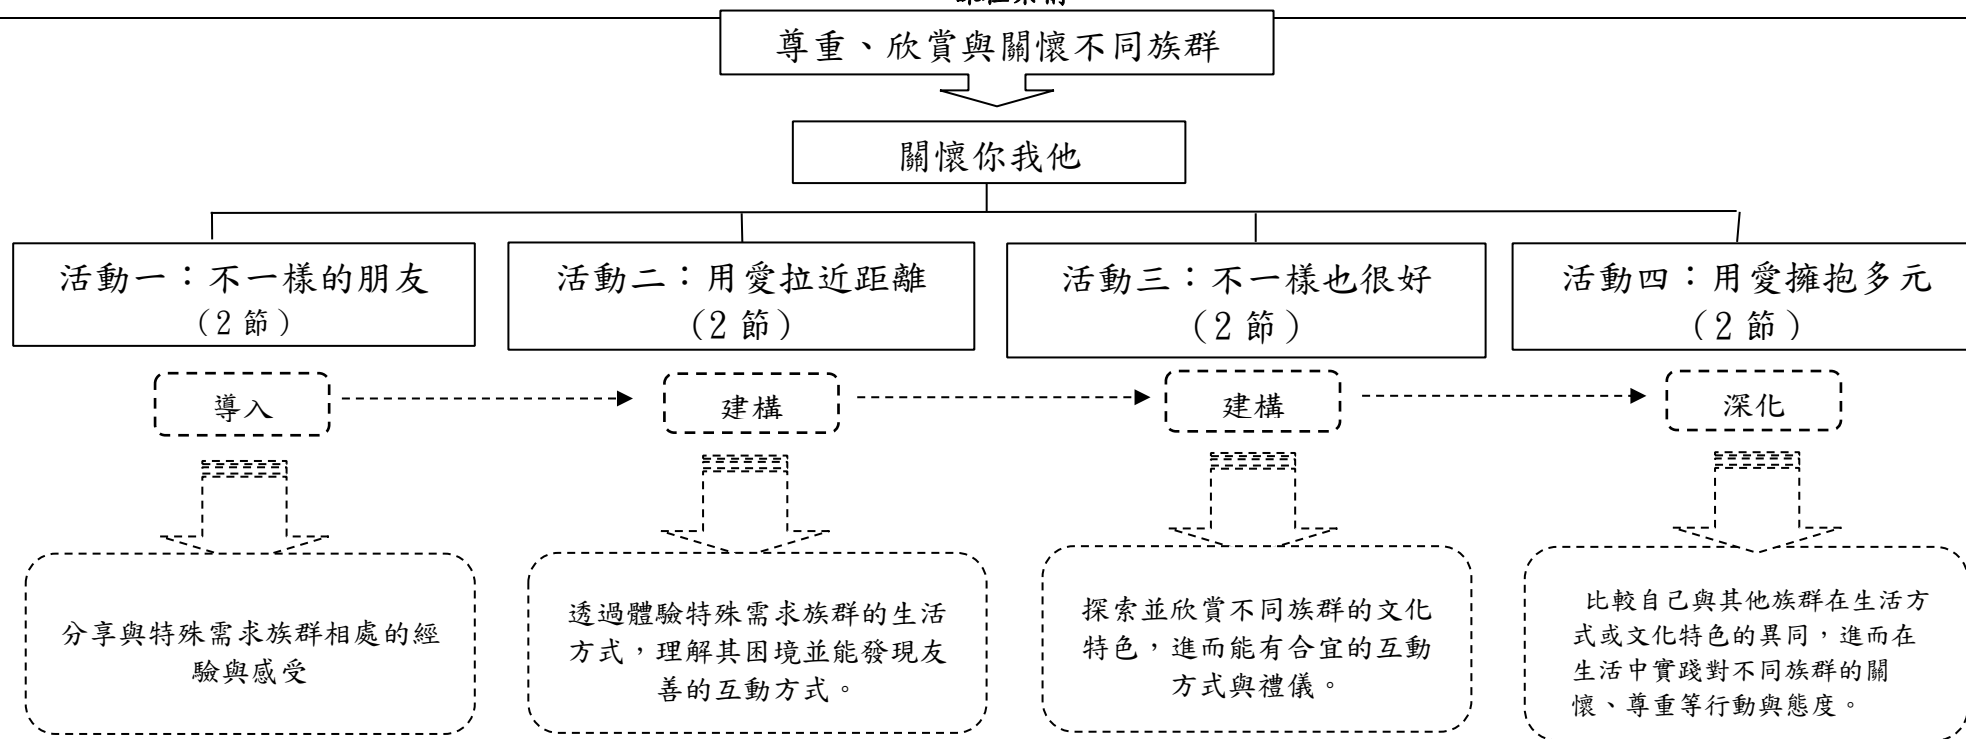 尊重、欣賞與關懷不同族群
關懷你我他
活動一：不一樣的朋友
（2 節）
活動二：用愛拉近距離
（2 節）
活動三：不一樣也很好
（2 節）
活動四：用愛擁抱多元
（2 節）
導入
建構
建構
深化
分享與特殊需求族群相處的經
驗與感受
透過體驗特殊需求族群的生活
方式，理解其困境並能發現友
善的互動方式。
探索並欣賞不同族群的文化
特色，進而能有合宜的互動
方式與禮儀。
比較自己與其他族群在生活方
式或文化特色的異同，進而在
生活中實踐對不同族群的關
懷、尊重等行動與態度。